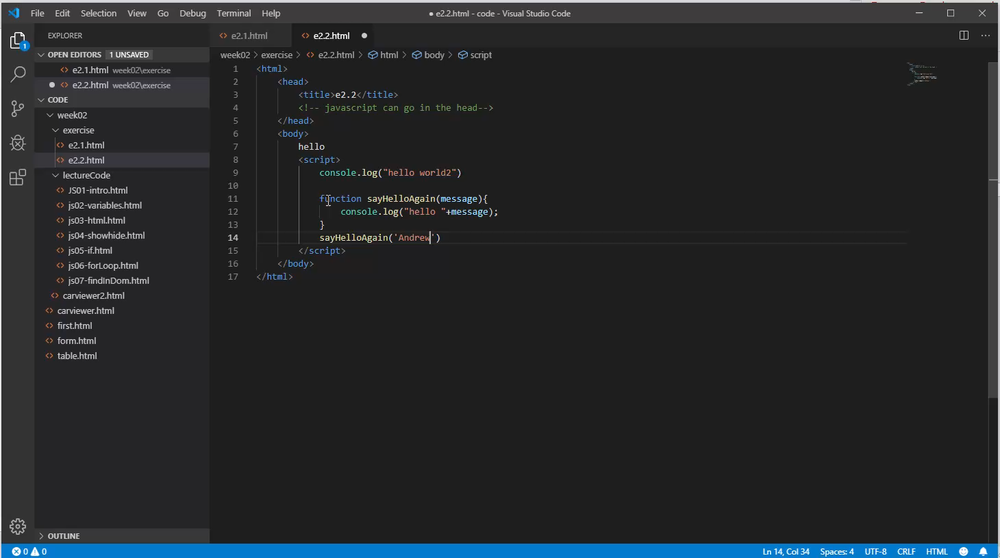 File Edit Selection View Go Debug Terminal Help
● e2.2.html - code - Visual Studio Code
EXPLORER
OPEN EDITORS 1 UNSAVED
e2.1.html week02\exercise
e2.2.html week02\exercise
CODE
week02
exercise
e2.1.html
e2.2.html
lectureCode
JS01-intro.html
js02-variables.html
js03-html.html
js04-showhide.html
js05-if.html
js06-forLoop.html
js07-findInDom.html
carviewer2.html
carviewer.html
first.html
form.html
table.html
OUTLINE
1
e2.1.html e2.2.html
week02 > exercise > e2.2.html > html > body > script
1 <html>
2 <head>
3 <title>e2.2</title>
4 <!-- javascript can go in the head-->
5 </head>
6 <body>
7 hello
8 <script>
9 console.log("hello world2")
10
11 function sayHelloAgain(message){
12 console.log("hello "+message);
13 }
14 sayHelloAgain('Andrew')
15 </script>
16 </body>
17 </html>
0 0
Ln 14, Col 34 Spaces: 4 UTF-8 CRLF HTML